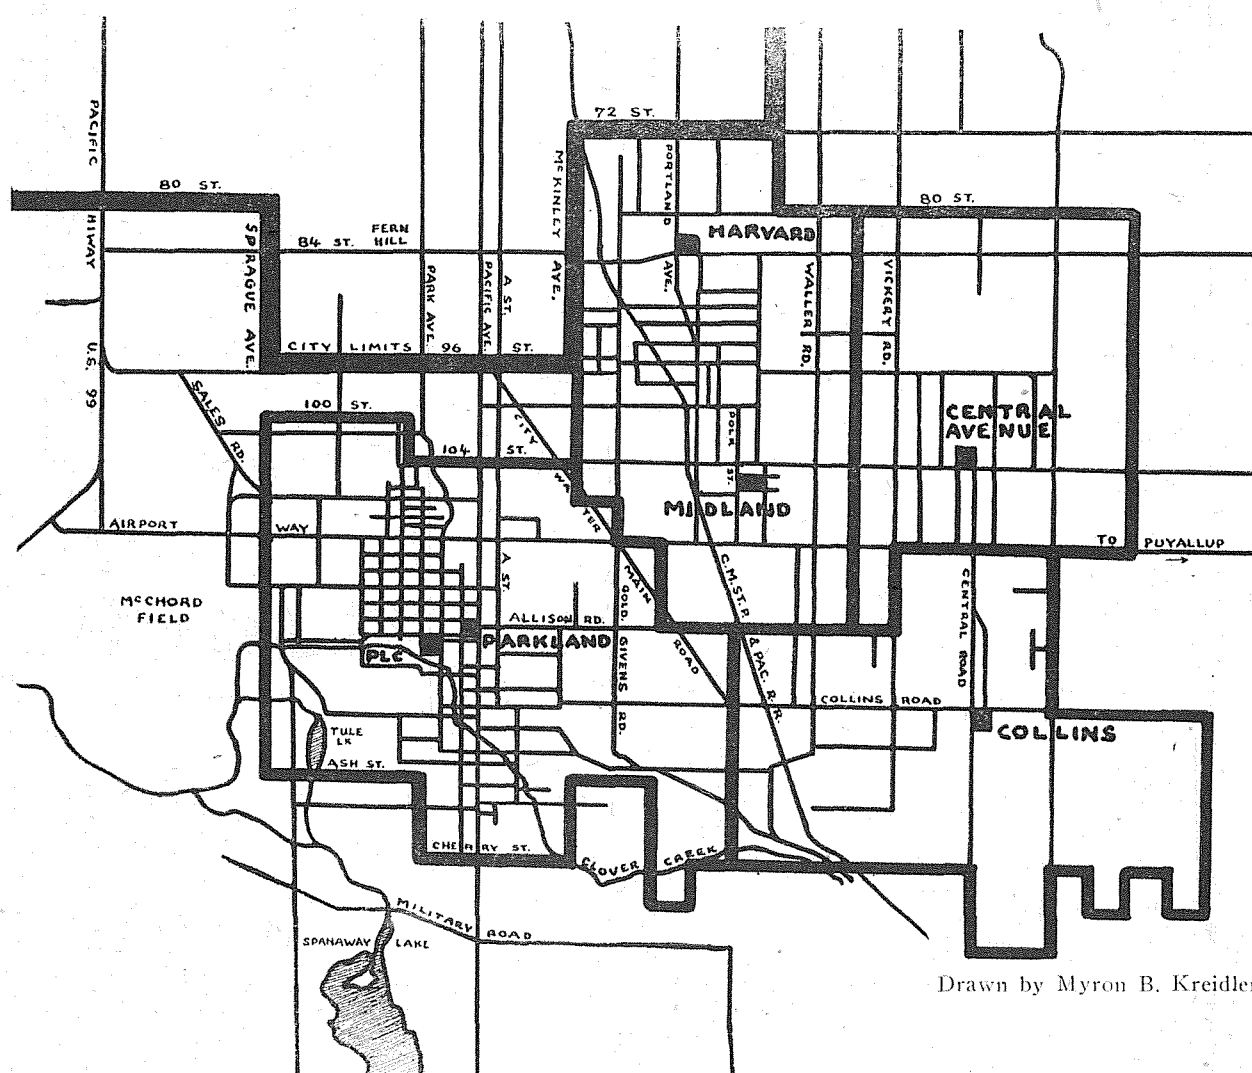 72 ST.
PACIFIC
HIWAY
U.S. 99
80 ST.
SPRAGUE AVE.
84 ST.
FERN
HILL
McKINLEY AVE.
PORTLAND AVE.
HARVARD
80 ST.
PARK AVE.
PACIFIC AVE.
A ST.
WALLER RD.
VICKERY RD.
CITY LIMITS 96 ST.
SALES RD.
100 ST.
104 ST.
CITY WATER MAIN ROAD
POLK ST.
CENTRAL
AVENUE
MIDLAND
AIRPORT WAY
TO PUYALLUP
McCHORD
FIELD
A ST.
ALLISON RD.
GOLD. GIVENS RD.
C.M.ST.P. & PAC. R.R.
CENTRAL ROAD
PARKLAND
PLC
COLLINS ROAD
COLLINS
TULE
LK
ASH ST.
CHERRY ST.
CLOVER CREEK
MILITARY ROAD
SPANAWAY LAKE
Drawn by Myron B. Kreidler